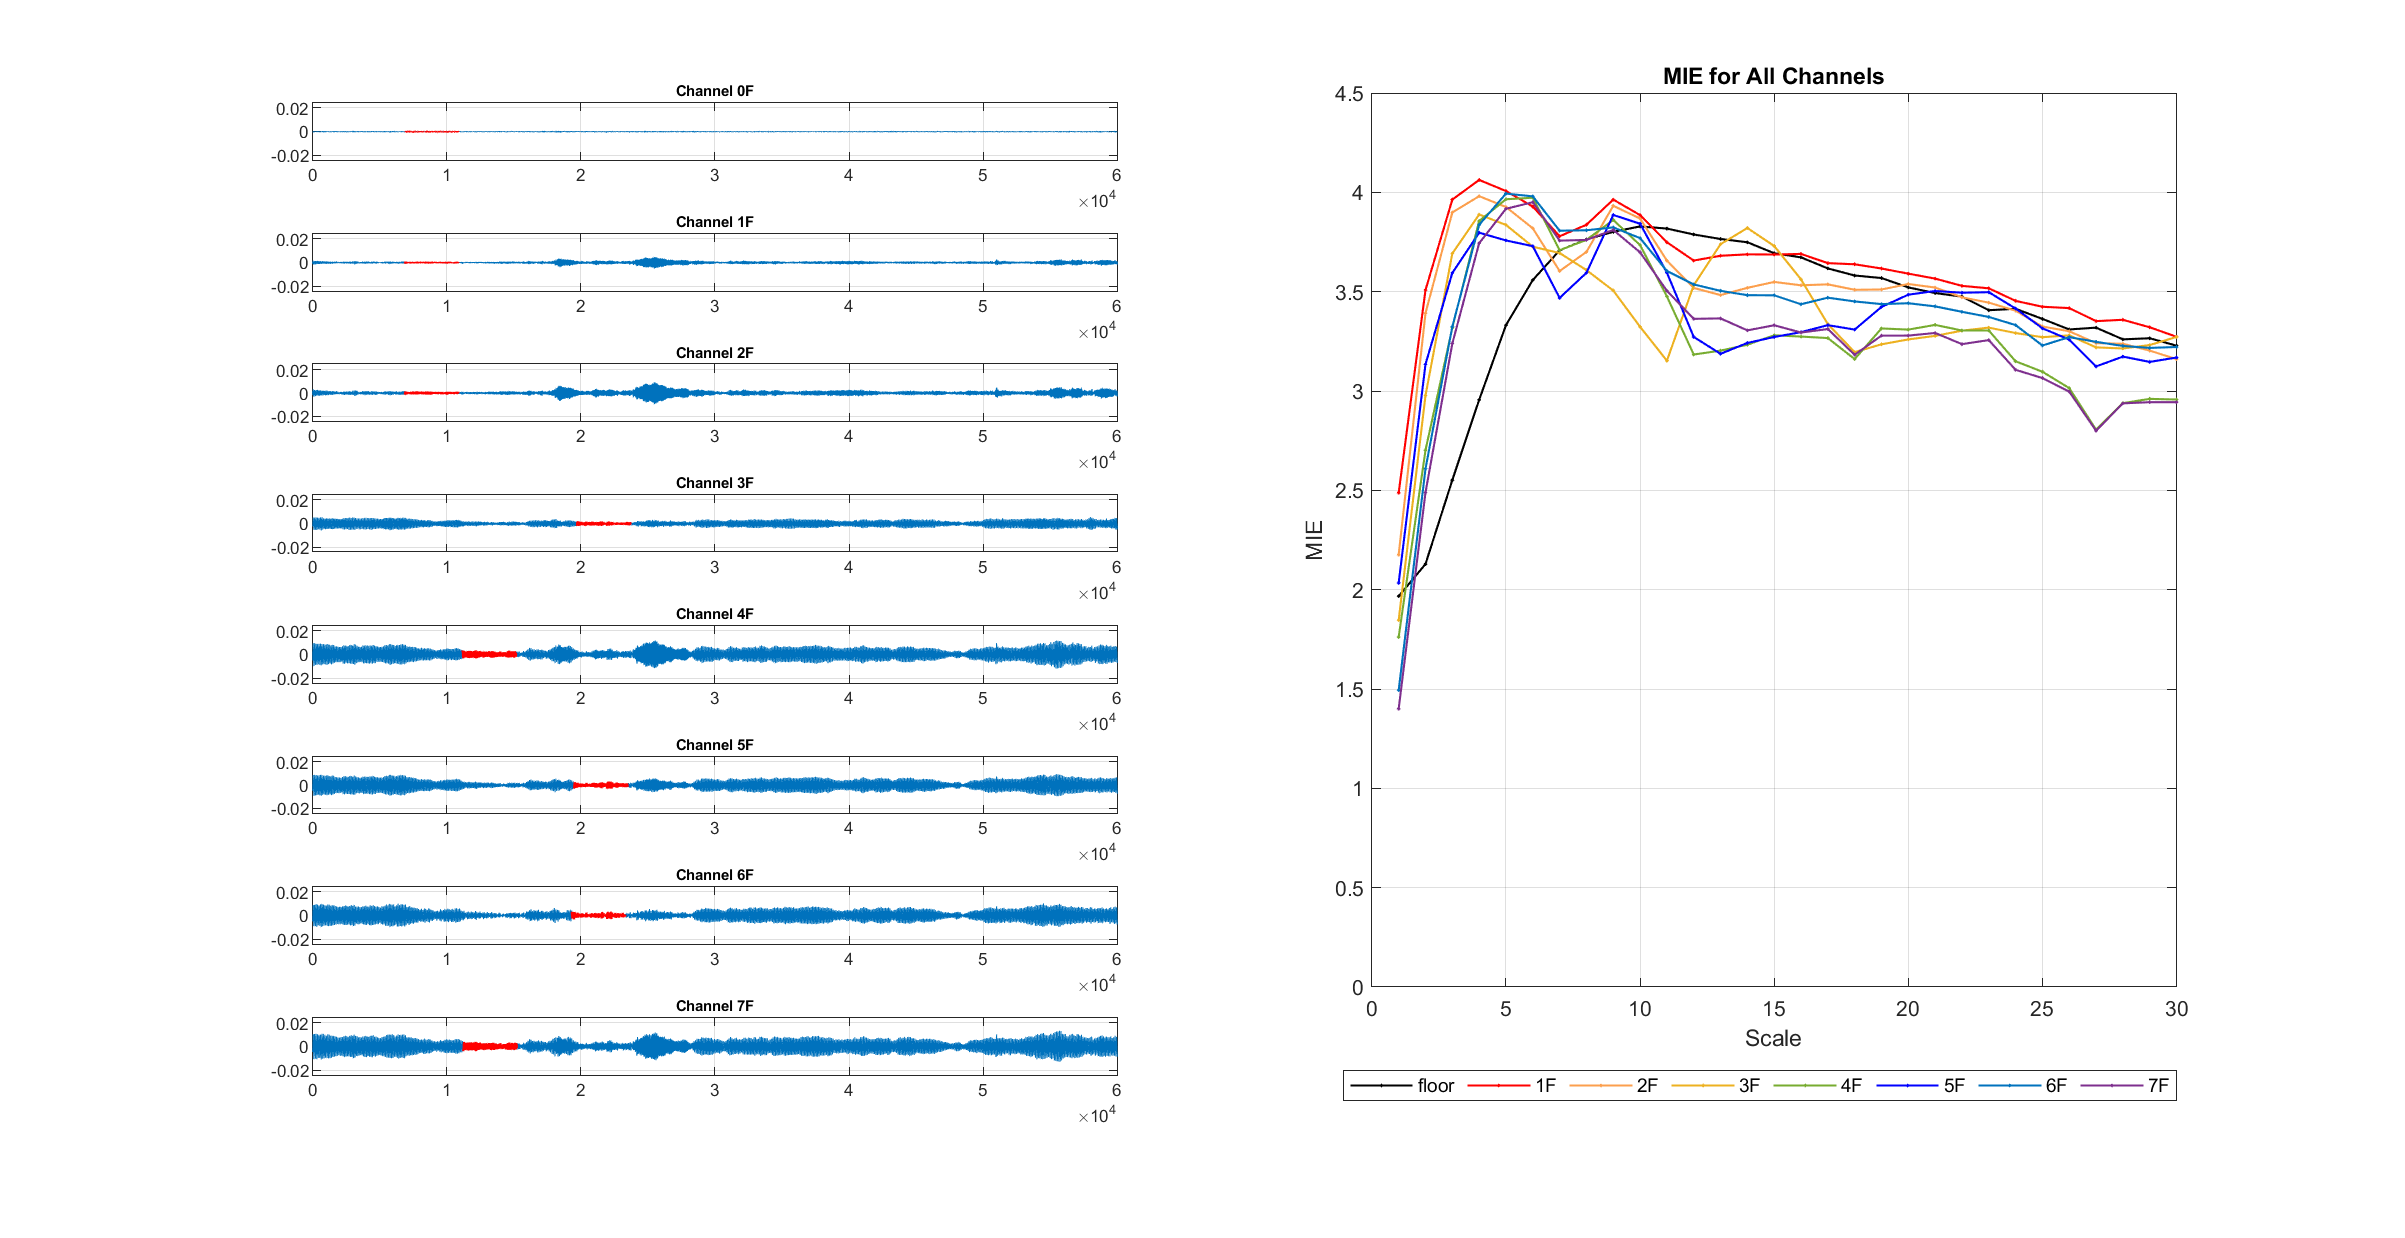 Channel 0F
0.02
0
-0.02
0 1 2 3 4 5 6
×10^4
Channel 1F
0.02
0
-0.02
0 1 2 3 4 5 6
×10^4
Channel 2F
0.02
0
-0.02
0 1 2 3 4 5 6
×10^4
Channel 3F
0.02
0
-0.02
0 1 2 3 4 5 6
×10^4
Channel 4F
0.02
0
-0.02
0 1 2 3 4 5 6
×10^4
Channel 5F
0.02
0
-0.02
0 1 2 3 4 5 6
×10^4
Channel 6F
0.02
0
-0.02
0 1 2 3 4 5 6
×10^4
Channel 7F
0.02
0
-0.02
0 1 2 3 4 5 6
×10^4
MIE for All Channels
4.5
4
3.5
3
2.5
2
1.5
1
0.5
0
MIE
0 5 10 15 20 25 30
Scale
floor 1F 2F 3F 4F 5F 6F 7F